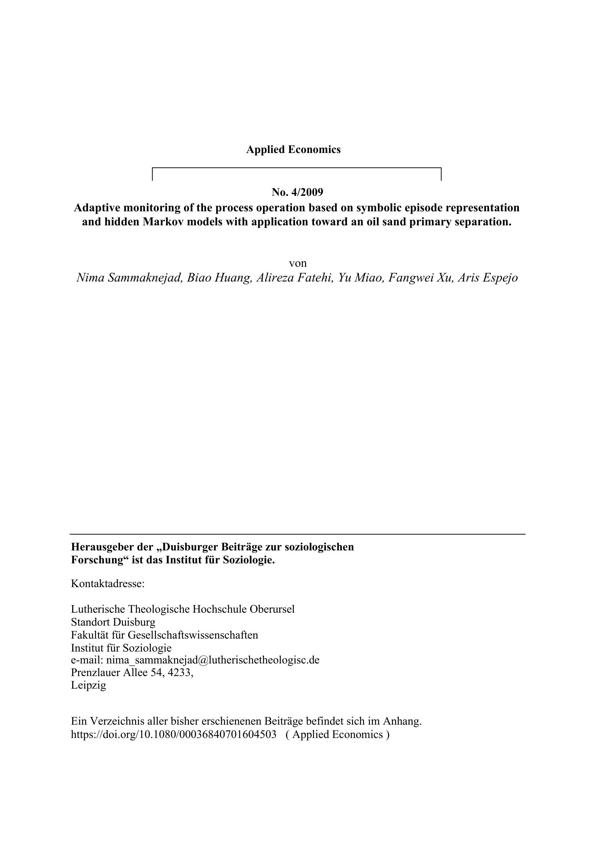 Applied Economics
No. 4/2009
Adaptive monitoring of the process operation based on symbolic episode representation
and hidden Markov models with application toward an oil sand primary separation.
von
Nima Sammaknejad, Biao Huang, Alireza Fatehi, Yu Miao, Fangwei Xu, Aris Espejo
Herausgeber der „Duisburger Beiträge zur soziologischen
Forschung“ ist das Institut für Soziologie.
Kontaktadresse:
Lutherische Theologische Hochschule Oberursel
Standort Duisburg
Fakultät für Gesellschaftswissenschaften
Institut für Soziologie
e-mail: nima_sammaknejad@lutherischetheologisc.de
Prenzlauer Allee 54, 4233,
Leipzig
Ein Verzeichnis aller bisher erschienenen Beiträge befindet sich im Anhang.
https://doi.org/10.1080/00036840701604503 ( Applied Economics )